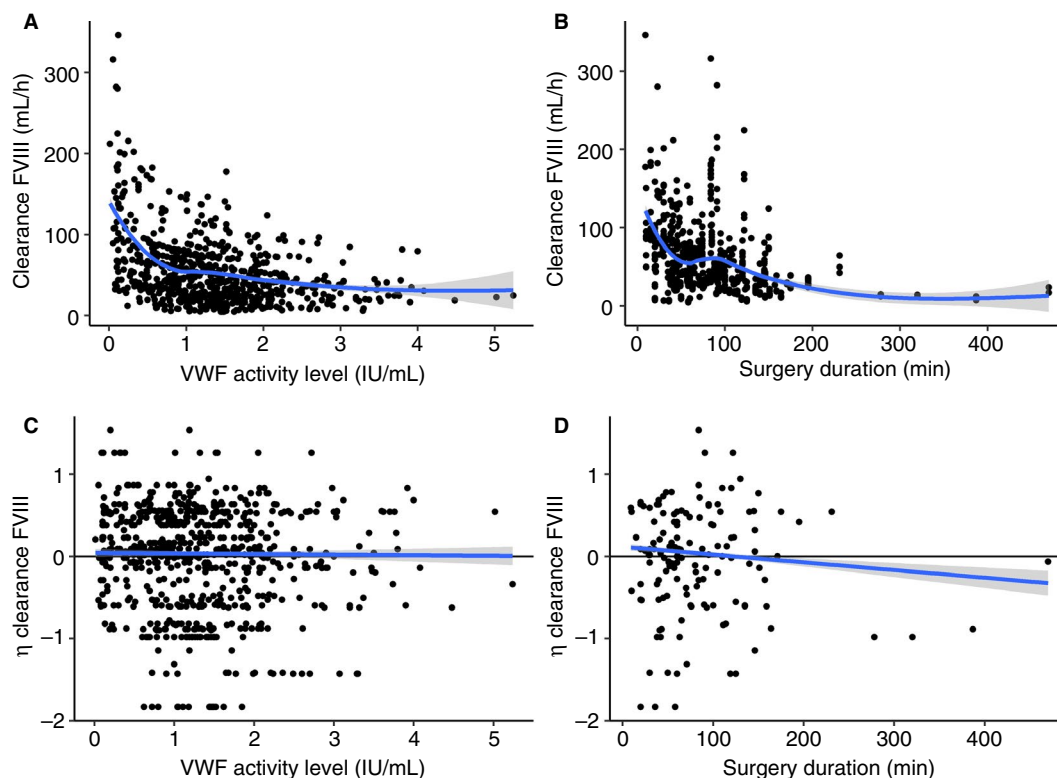 A
Clearance FVIII (mL/h)
300
200
100
0
0 1 2 3 4 5
VWF activity level (IU/mL)
B
Clearance FVIII (mL/h)
300
200
100
0
0 100 200 400
Surgery duration (min)
C
η clearance FVIII
1
0
−1
−2
0 1 2 3 4 5
VWF activity level (IU/mL)
D
η clearance FVIII
1
0
−1
−2
0 100 200 400
Surgery duration (min)